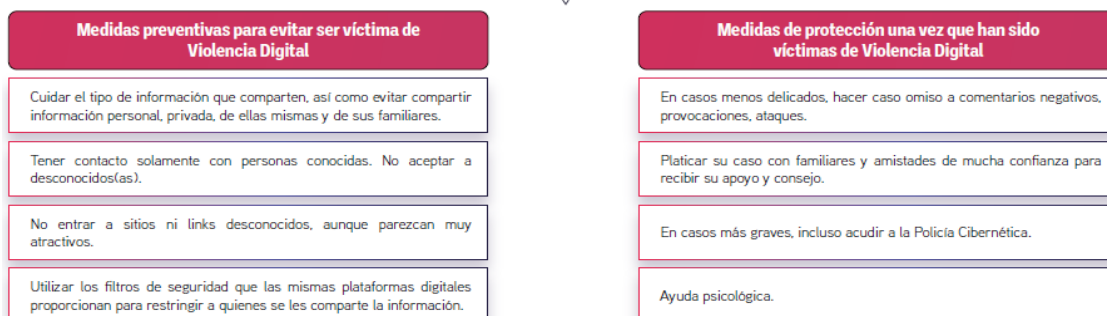 Medidas preventivas para evitar ser víctima de
Violencia Digital
Cuidar el tipo de información que comparten, así como evitar compartir
información personal, privada, de ellas mismas y de sus familiares.
Tener contacto solamente con personas conocidas. No aceptar a
desconocidos(as).
No entrar a sitios ni links desconocidos, aunque parezcan muy
atractivos.
Utilizar los filtros de seguridad que las mismas plataformas digitales
proporcionan para restringir a quienes se les comparte la información.
Medidas de protección una vez que han sido
víctimas de Violencia Digital
En casos menos delicados, hacer caso omiso a comentarios negativos,
provocaciones, ataques.
Platicar su caso con familiares y amistades de mucha confianza para
recibir su apoyo y consejo.
En casos más graves, incluso acudir a la Policía Cibernética.
Ayuda psicológica.